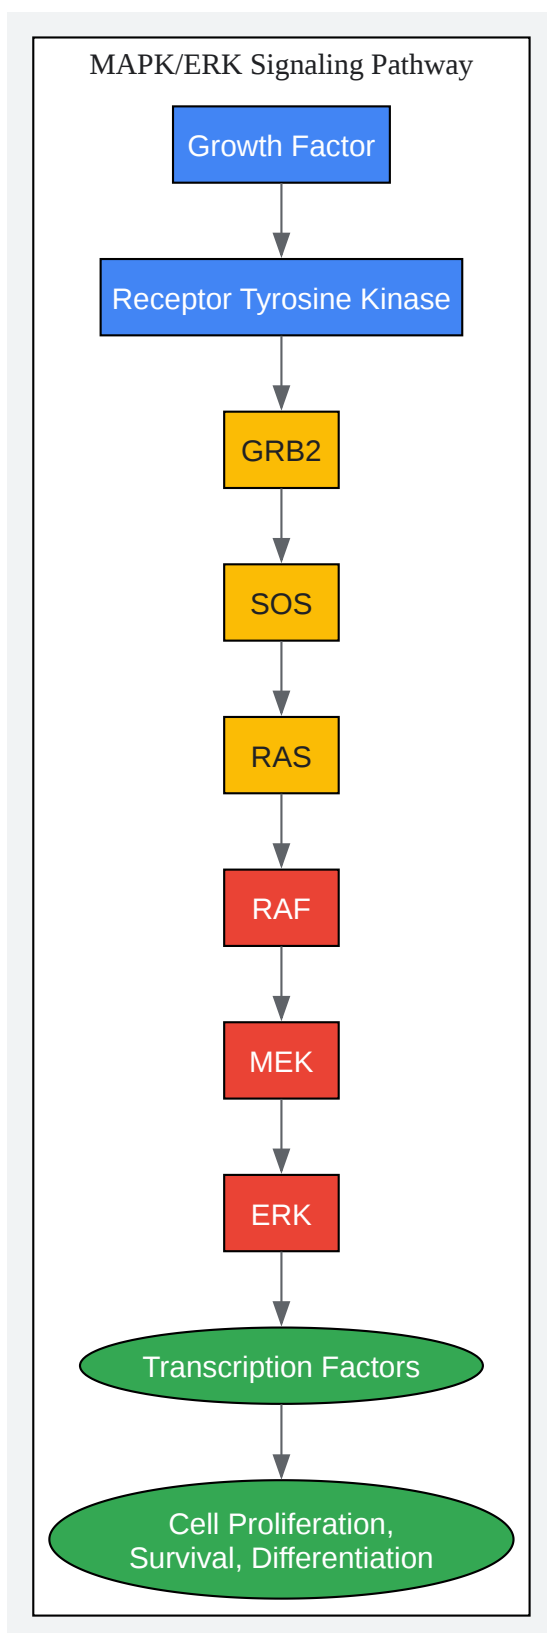 MAPK/ERK Signaling Pathway
Growth Factor
Receptor Tyrosine Kinase
GRB2
SOS
RAS
RAF
MEK
ERK
Transcription Factors
Cell Proliferation,
Survival, Differentiation